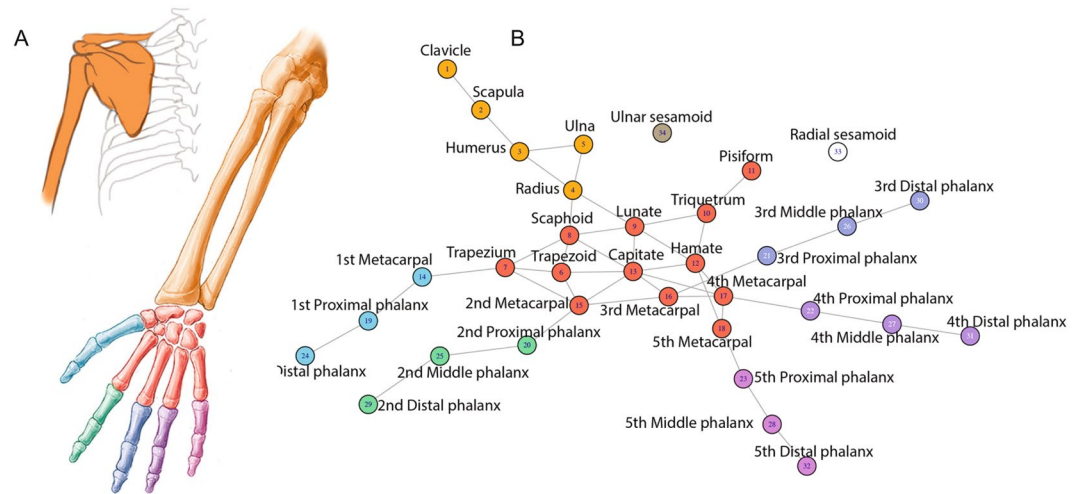 A
B
Clavicle
1
Scapula
2
Ulna
5
Ulnar sesamoid
34
Humerus
3
Radial sesamoid
33
Pisiform
11
Radius
4
3rd Distal phalanx
30
Triquetrum
10
Lunate
9
3rd Middle phalanx
26
Scaphoid
8
Trapezium
7
Trapezoid
6
Capitate
13
Hamate
12
21
3rd Proximal phalanx
1st Metacarpal
14
4th Metacarpal
17
2nd Metacarpal
15
16
3rd Metacarpal
1st Proximal phalanx
19
4th Proximal phalanx
22
27
4th Middle phalanx
4th Distal phalanx
31
2nd Proximal phalanx
20
18
5th Metacarpal
24
Distal phalanx
25
2nd Middle phalanx
23
5th Proximal phalanx
29
2nd Distal phalanx
5th Middle phalanx
28
5th Distal phalanx
32